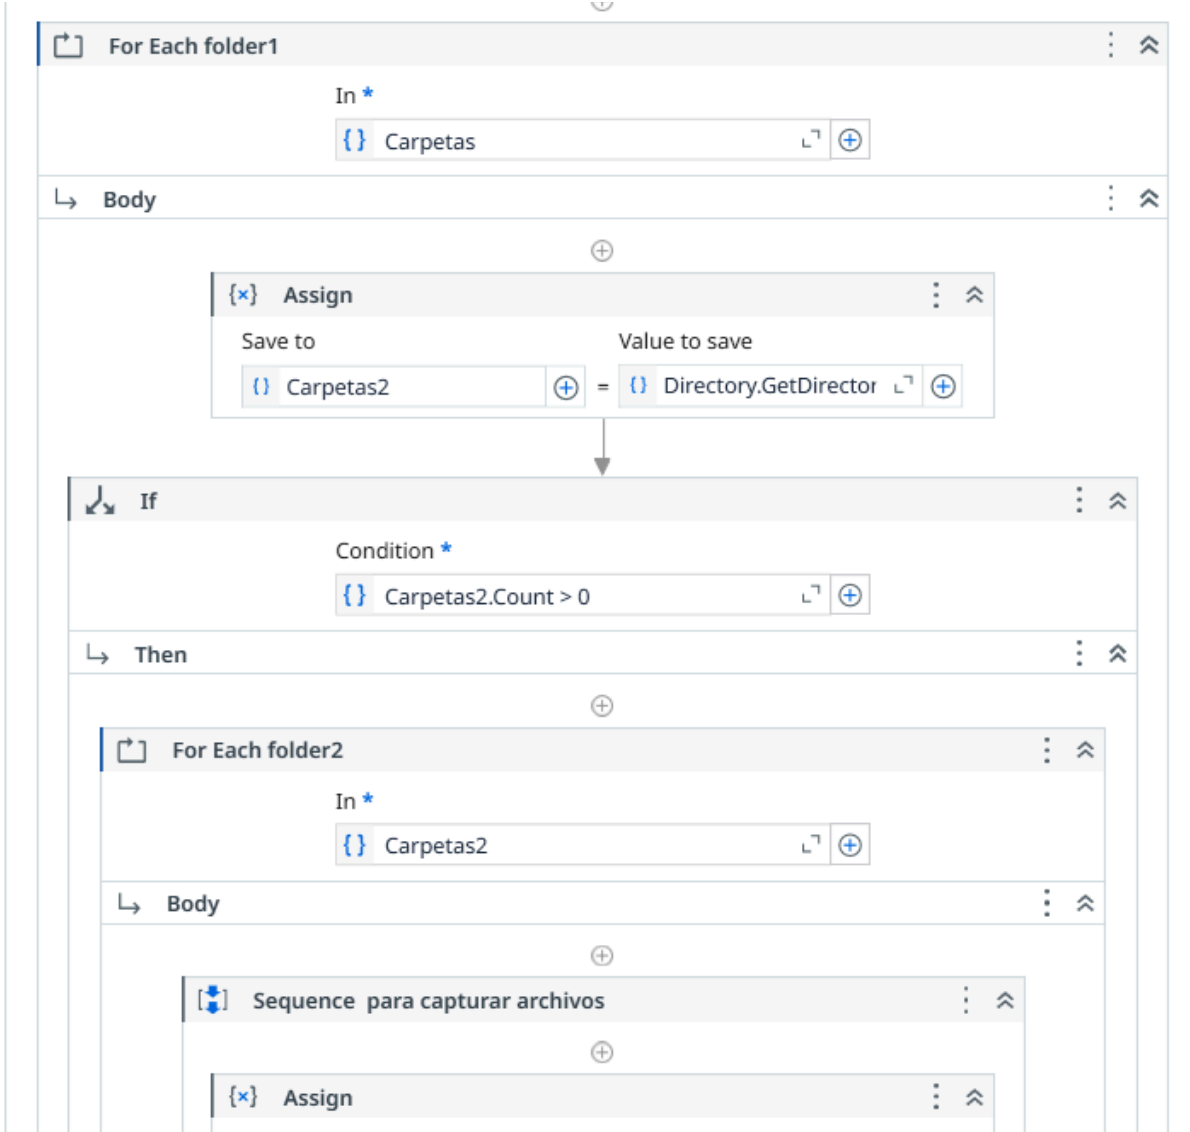 For Each folder1
In *
Carpetas
Body
Assign
Save to Value to save
Carpetas2 = Directory.GetDirector
If
Condition *
Carpetas2.Count > 0
Then
For Each folder2
In *
Carpetas2
Body
Sequence para capturar archivos
Assign